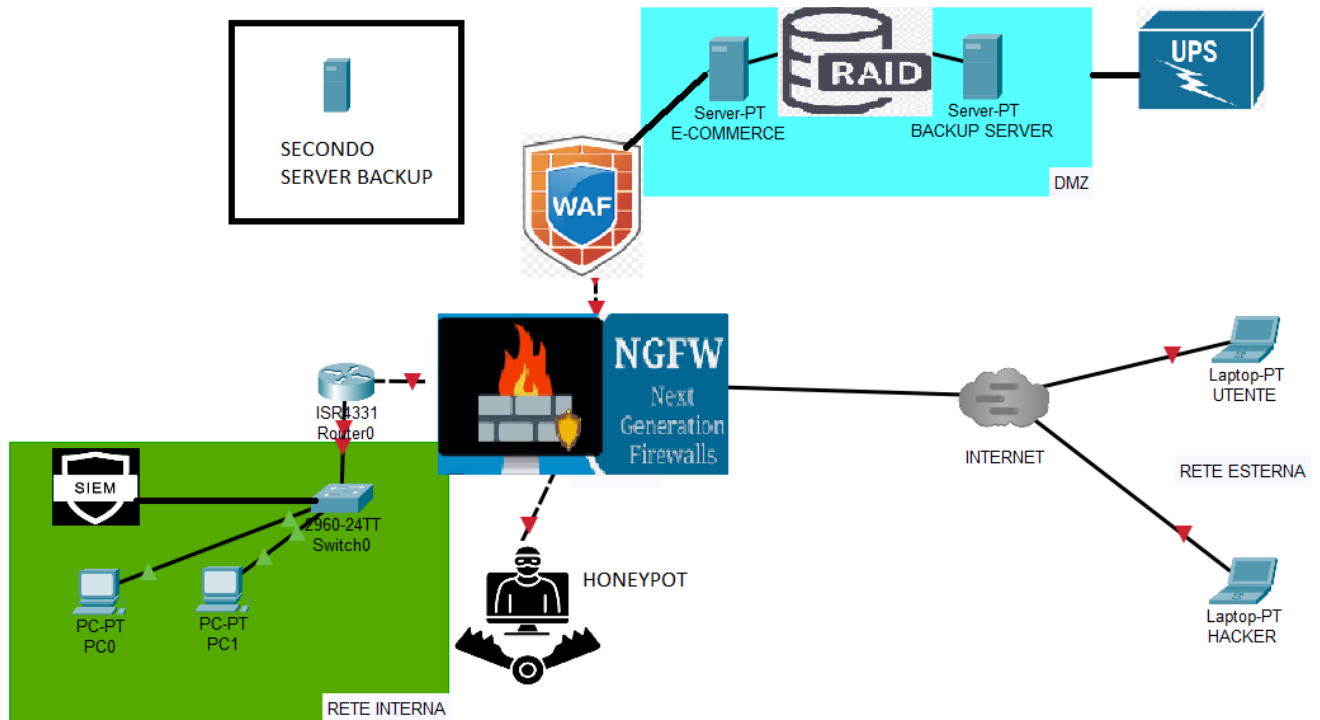 UPS
RAID
Server-PT
E-COMMERCE
Server-PT
BACKUP SERVER
SECONDO
SERVER BACKUP
DMZ
WAF
NGFW
Next
Generation
Firewalls
ISR4331
Router0
Laptop-PT
UTENTE
INTERNET
RETE ESTERNA
SIEM
2960-24TT
Switch0
HONEYPOT
PC-PT
PC0
PC-PT
PC1
Laptop-PT
HACKER
RETE INTERNA